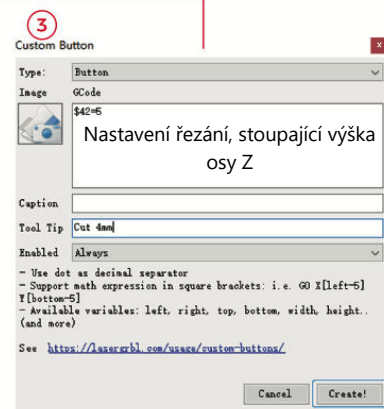 3
Custom Button
x
Type: Button
Image GCode
$42=5
Nastavení řezání, stoupající výška
osy Z
Caption
Tool Tip Cut 4mm
Enabled Always
- Use dot as decimal separator
- Support math expression in square brackets: i.e. G0 X[left-5]
Y[bottom-5]
- Available variables: left, right, top, bottom, width, height..
(and more)
See https://lasergrbl.com/usage/custom-buttons/
Cancel Create!